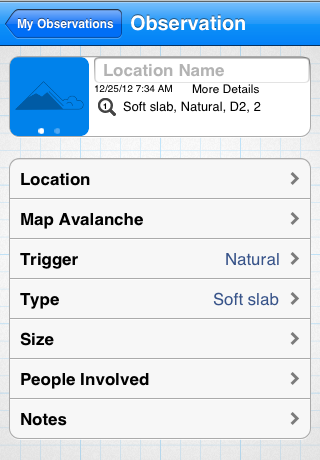 My Observations
Observation
Location Name
12/25/12 7:34 AM More Details
1 Soft slab, Natural, D2, 2
Location
Map Avalanche
Trigger Natural
Type Soft slab
Size
People Involved
Notes